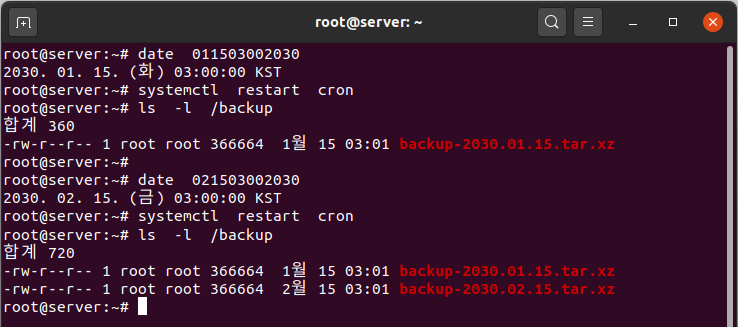 root@server: ~
root@server:~# date  011503002030
2030. 01. 15. (화) 03:00:00 KST
root@server:~# systemctl  restart  cron
root@server:~# ls  -l  /backup
합계 360
-rw-r--r-- 1 root root 366664  1월 15 03:01 backup-2030.01.15.tar.xz
root@server:~#
root@server:~# date  021503002030
2030. 02. 15. (금) 03:00:00 KST
root@server:~# systemctl  restart  cron
root@server:~# ls  -l  /backup
합계 720
-rw-r--r-- 1 root root 366664  1월 15 03:01 backup-2030.01.15.tar.xz
-rw-r--r-- 1 root root 366664  2월 15 03:01 backup-2030.02.15.tar.xz
root@server:~#